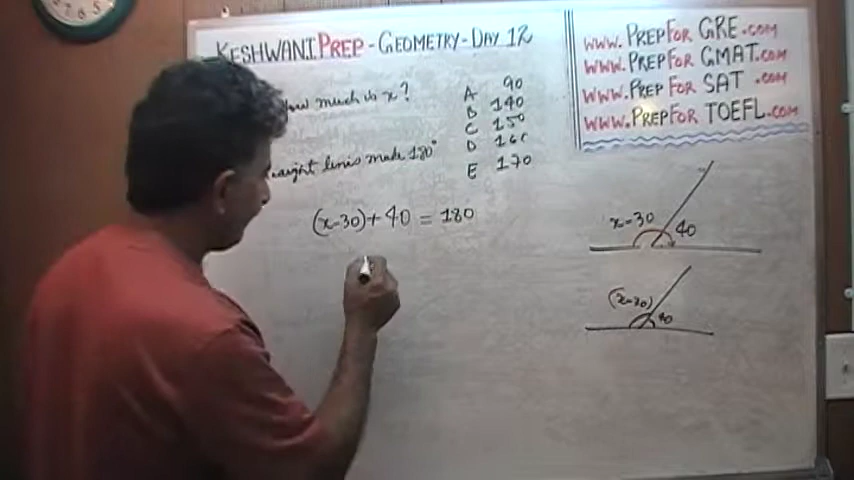 KESHWANI PREP - GEOMETRY - DAY 12
How much is x?
A 90
B 140
C 150
D 160
E 170
Straight lines make 180°
(x-30)+40 = 180
www.PrepFor GRE.com
www.PrepFor GMAT.com
www.PrepFor SAT.com
www.PrepFor TOEFL.com
x-30
40
(x-30)
40